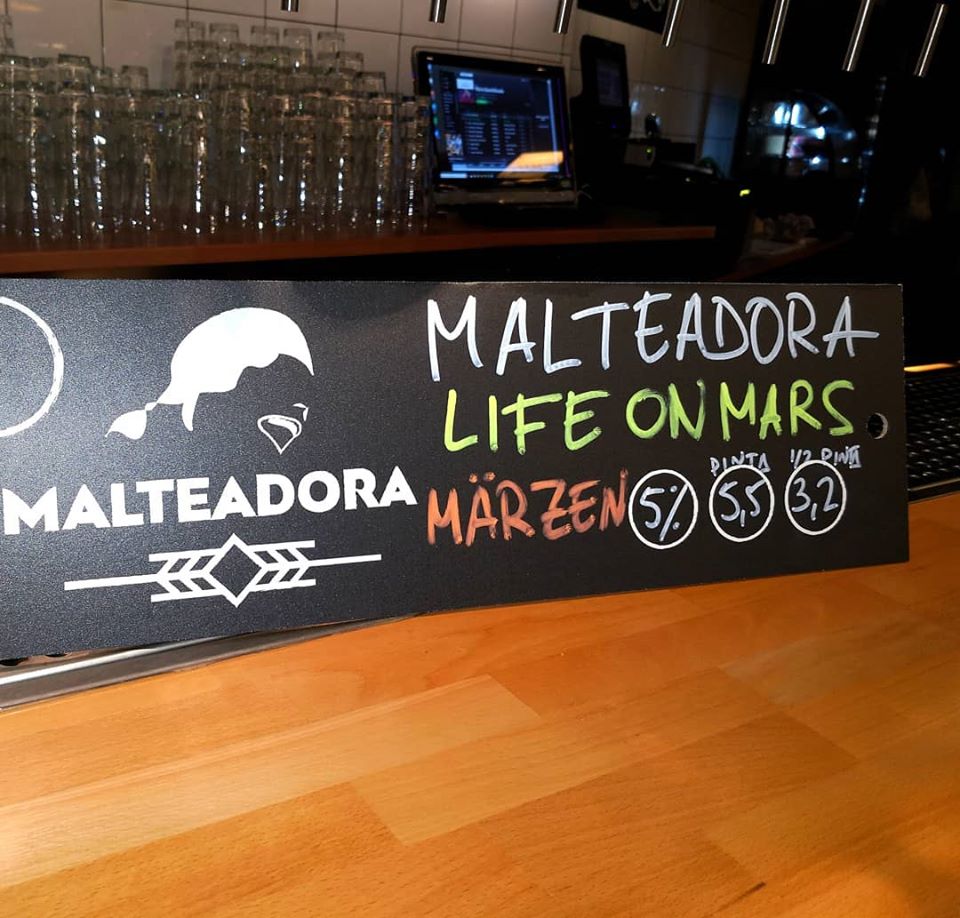 MALTEADORA
MALTEADORA
LIFE ON MARS
PINTA 1/2 PINTA
MÄRZEN 5% 5,5 3,2